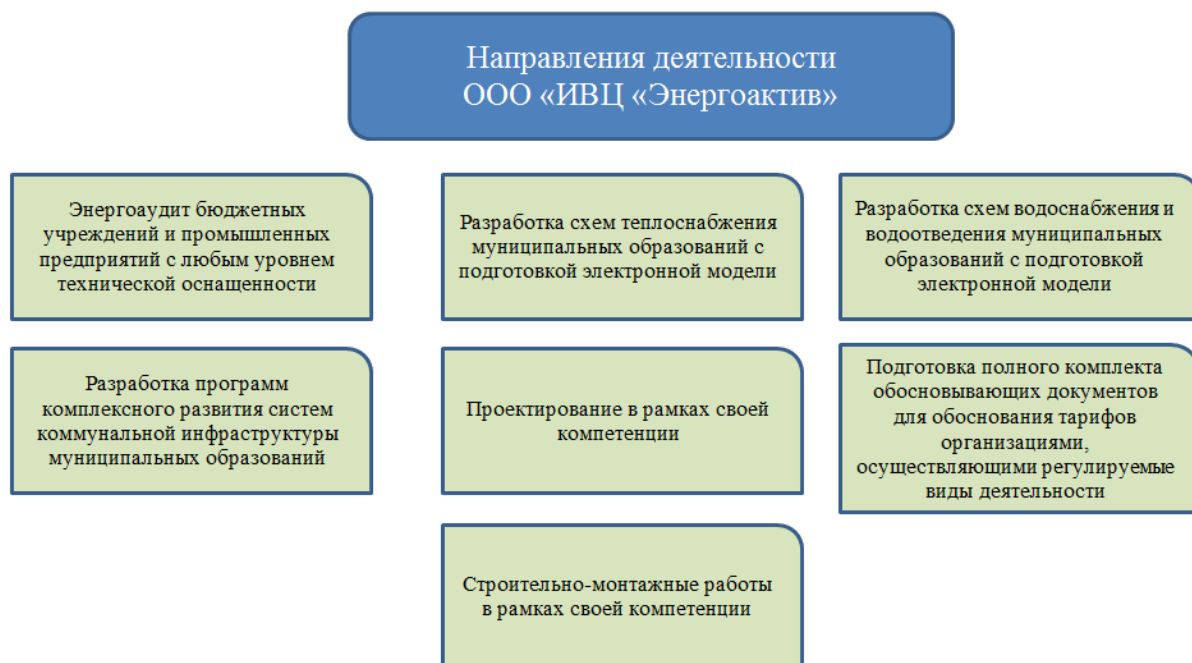 Направления деятельности
ООО «ИВЦ «Энергоактив»
Энергоаудит бюджетных
учреждений и промышленных
предприятий с любым уровнем
технической оснащенности
Разработка схем теплоснабжения
муниципальных образований с
подготовкой электронной модели
Разработка схем водоснабжения и
водоотведения муниципальных
образований с подготовкой
электронной модели
Разработка программ
комплексного развития систем
коммунальной инфраструктуры
муниципальных образований
Проектирование в рамках своей
компетенции
Подготовка полного комплекта
обосновывающих документов
для обоснования тарифов
организациями,
осуществляющими регулируемые
виды деятельности
Строительно-монтажные работы
в рамках своей компетенции